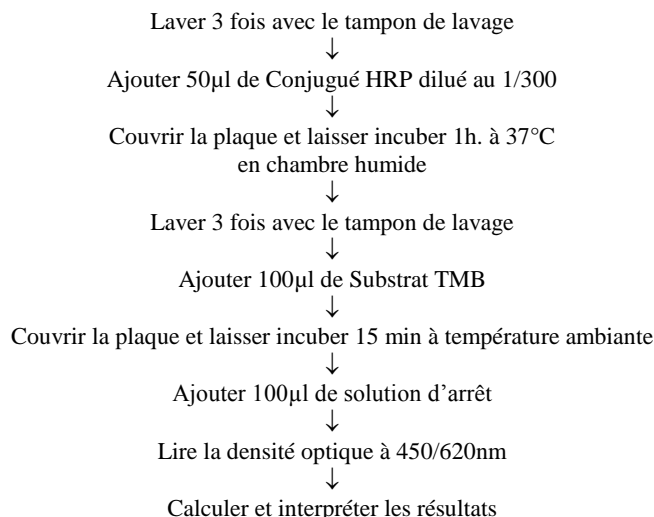 Laver 3 fois avec le tampon de lavage
↓
Ajouter 50µl de Conjugué HRP dilué au 1/300
↓
Couvrir la plaque et laisser incuber 1h. à 37°C
en chambre humide
↓
Laver 3 fois avec le tampon de lavage
↓
Ajouter 100µl de Substrat TMB
↓
Couvrir la plaque et laisser incuber 15 min à température ambiante
↓
Ajouter 100µl de solution d’arrêt
↓
Lire la densité optique à 450/620nm
↓
Calculer et interpréter les résultats